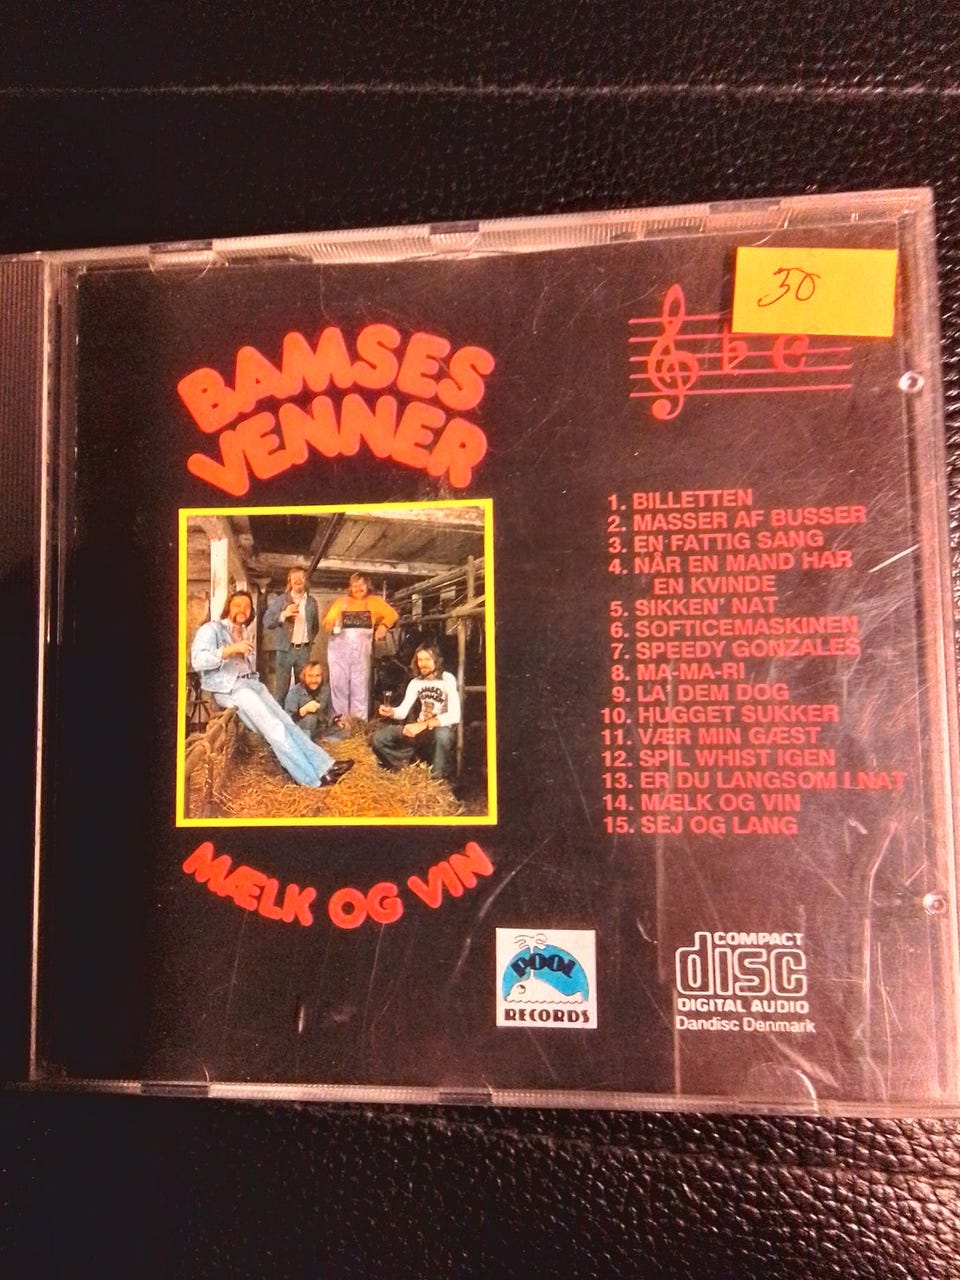 30
BAMSES
VENNER
1. BILLETTEN
2. MASSER AF BUSSER
3. EN FATTIG SANG
4. NÅR EN MAND HAR
EN KVINDE
5. SIKKEN' NAT
6. SOFTICEMASKINEN
7. SPEEDY GONZALES
8. MA-MA-RI
9. LA' DEM DOG
10. HUGGET SUKKER
11. VÆR MIN GÆST
12. SPIL WHIST IGEN
13. ER DU LANGSOM I NAT
14. MÆLK OG VIN
15. SEJ OG LANG
BAMSES
VENNER
MÆLK OG VIN
POOL
RECORDS
COMPACT
disc
DIGITAL AUDIO
Dandisc Denmark